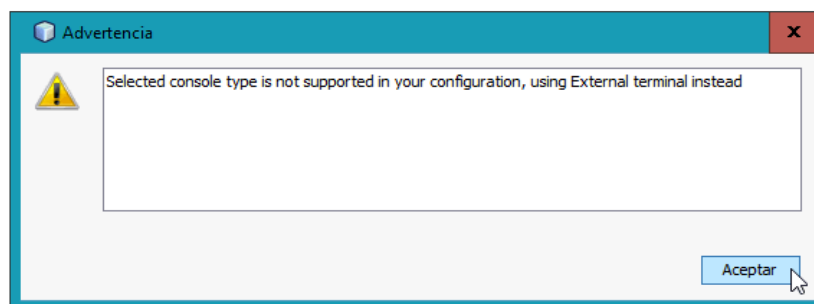 Advertencia
x
Selected console type is not supported in your configuration, using External terminal instead
Aceptar